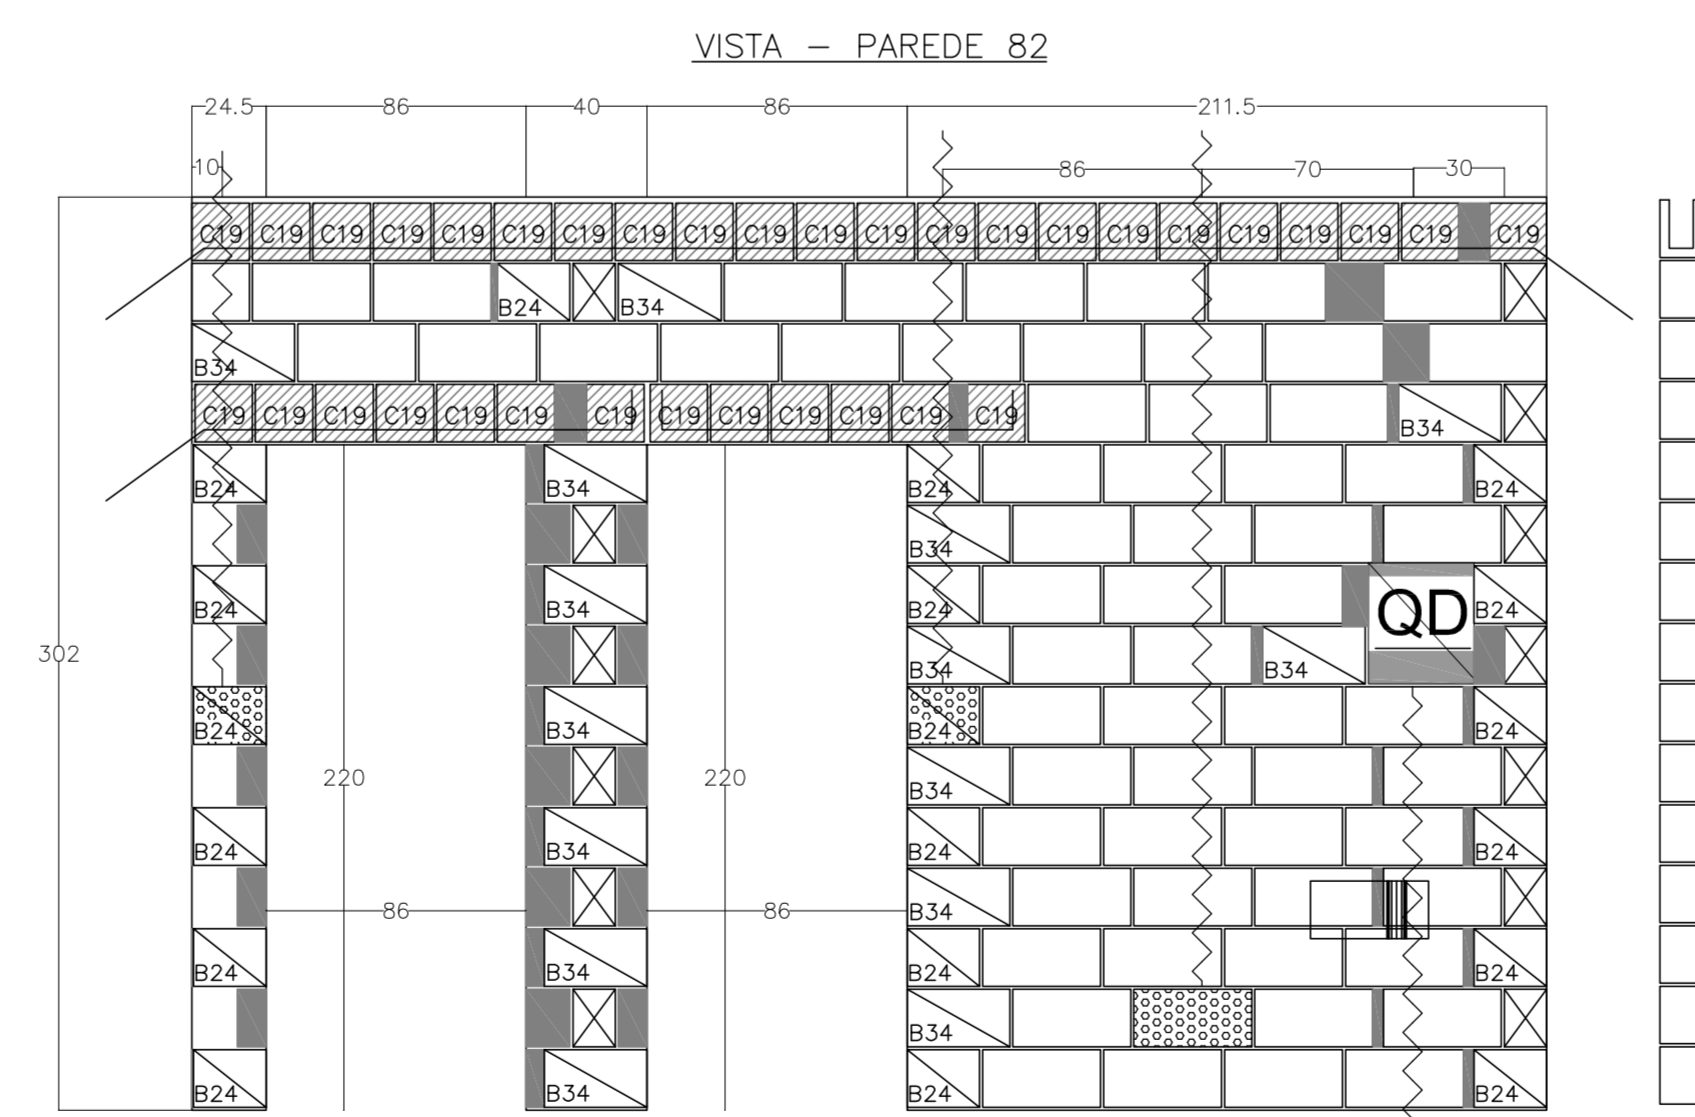 VISTA – PAREDE 82
24.5 86 40 86 211.5
10 86 70 30
C19 C19 C19 C19 C19 C19 C19 C19 C19 C19 C19 C19 C19 C19 C19 C19 C19 C19 C19 C19 C19 C19
B24 B34
B34
C19 C19 C19 C19 C19 C19 C19 C19 C19 C19 C19 C19 C19 B34
B24 B34 B24 B24
B34
B24 B34 B24 QD B24
302 B34 B34
B24 B34 B24 B24
220 220 B34
B24 B34 B24 B24
86 86 B34
B24 B34 B24 B24
B34
B24 B34 B24 B24